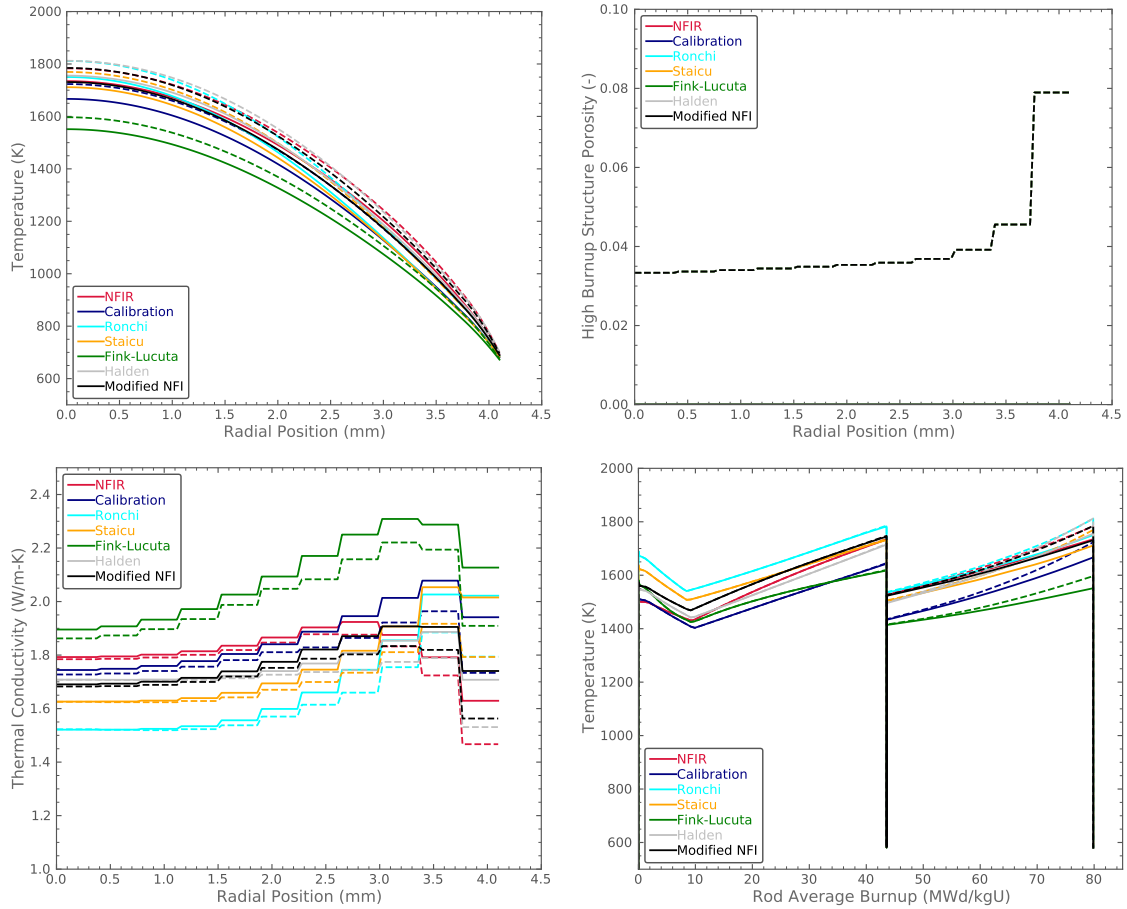 2000
1800
1600
1400
1200
1000
800
600
Temperature (K)
NFIR
Calibration
Ronchi
Staicu
Fink-Lucuta
Halden
Modified NFI
0.0 0.5 1.0 1.5 2.0 2.5 3.0 3.5 4.0 4.5
Radial Position (mm)
0.10
0.08
0.06
0.04
0.02
0.00
High Burnup Structure Porosity (-)
NFIR
Calibration
Ronchi
Staicu
Fink-Lucuta
Halden
Modified NFI
0.0 0.5 1.0 1.5 2.0 2.5 3.0 3.5 4.0 4.5
Radial Position (mm)
2.4
2.2
2.0
1.8
1.6
1.4
1.2
1.0
Thermal Conductivity (W/m-K)
NFIR
Calibration
Ronchi
Staicu
Fink-Lucuta
Halden
Modified NFI
0.0 0.5 1.0 1.5 2.0 2.5 3.0 3.5 4.0 4.5
Radial Position (mm)
2000
1800
1600
1400
1200
1000
800
600
Temperature (K)
NFIR
Calibration
Ronchi
Staicu
Fink-Lucuta
Halden
Modified NFI
0 10 20 30 40 50 60 70 80
Rod Average Burnup (MWd/kgU)